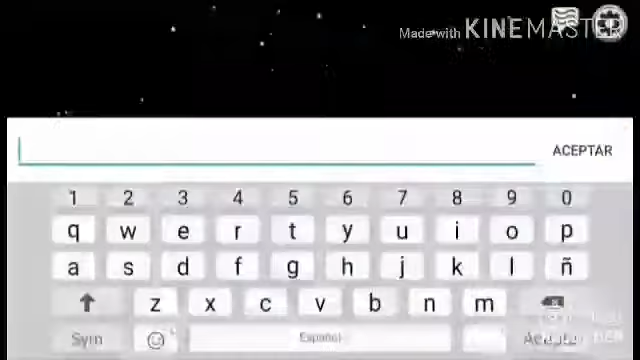 Made with KINEMASTER
ACEPTAR
1 2 3 4 5 6 7 8 9 0
q w e r t y u i o p
a s d f g h j k l ñ
z x c v b n m
Sym Español Aceptar